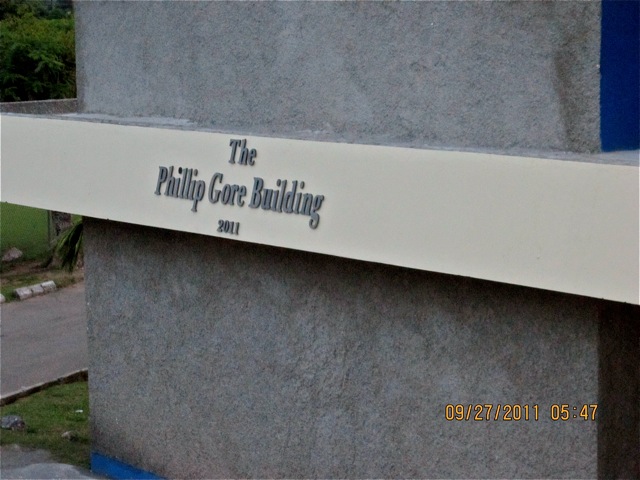 The
Phillip Gore Building
2011
09/27/2011 05:47